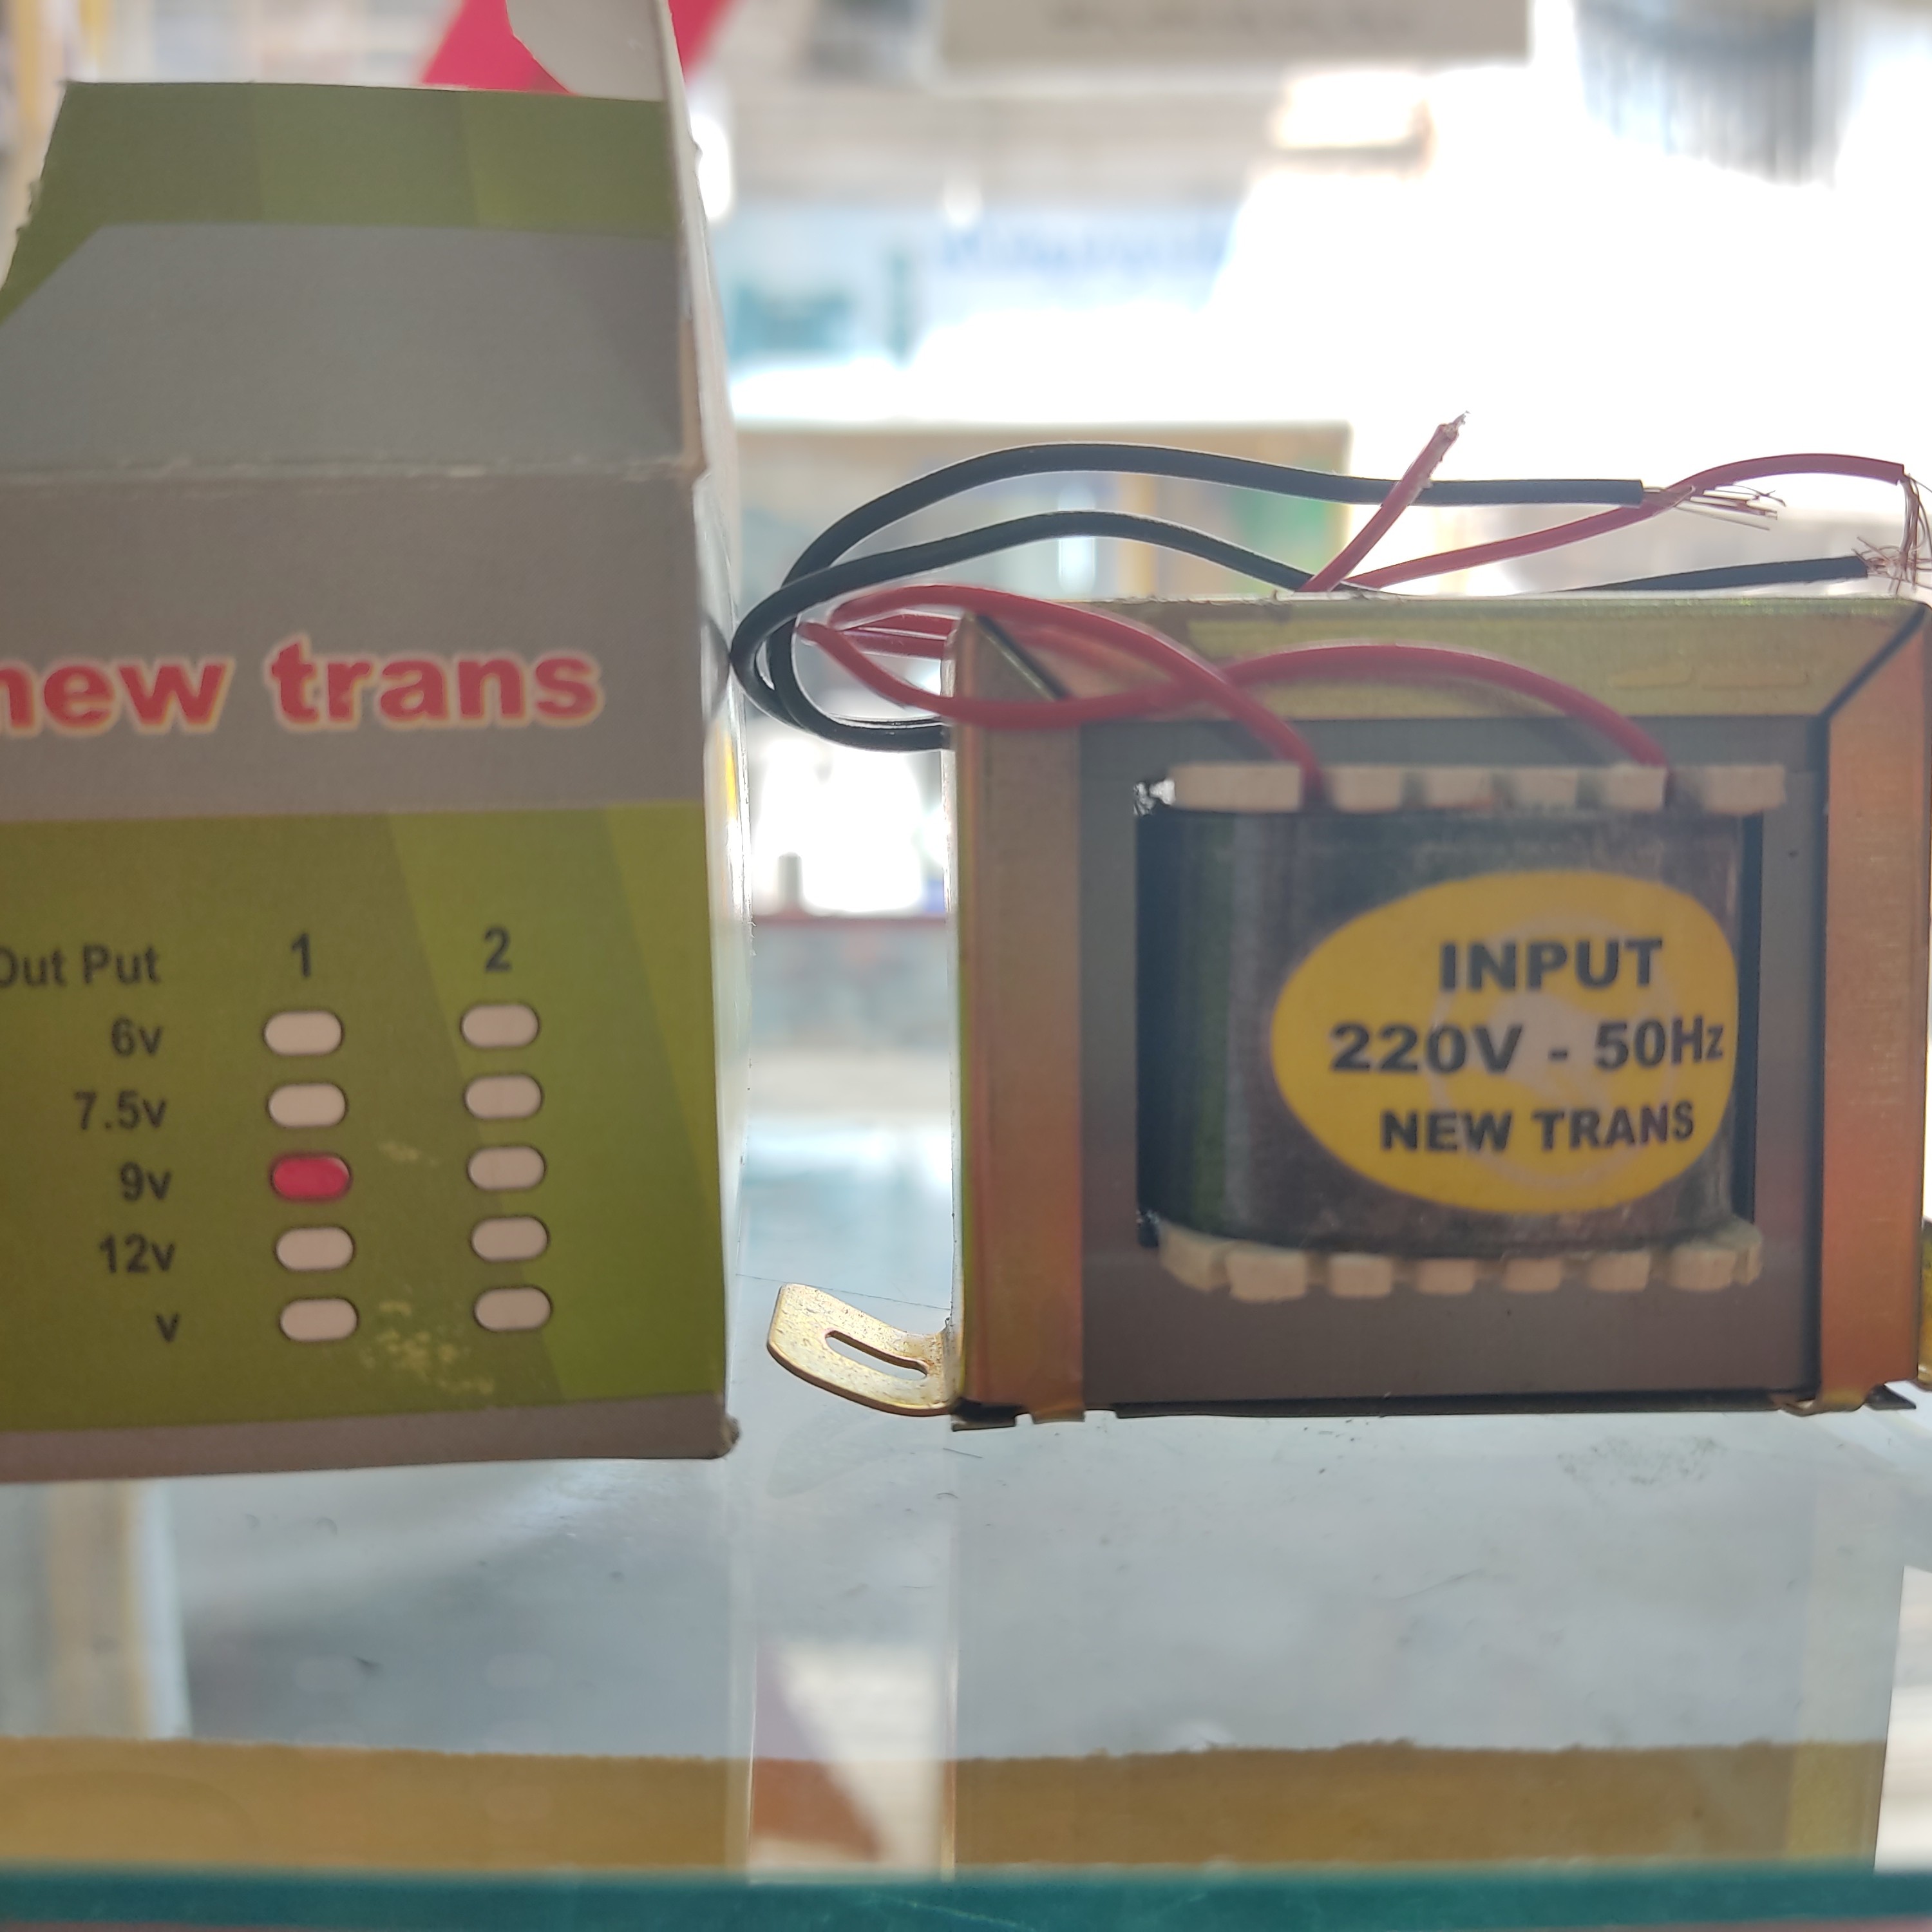 new trans
Out Put 1 2
6v
7.5v
9v
12v
v
INPUT
220V - 50Hz
NEW TRANS